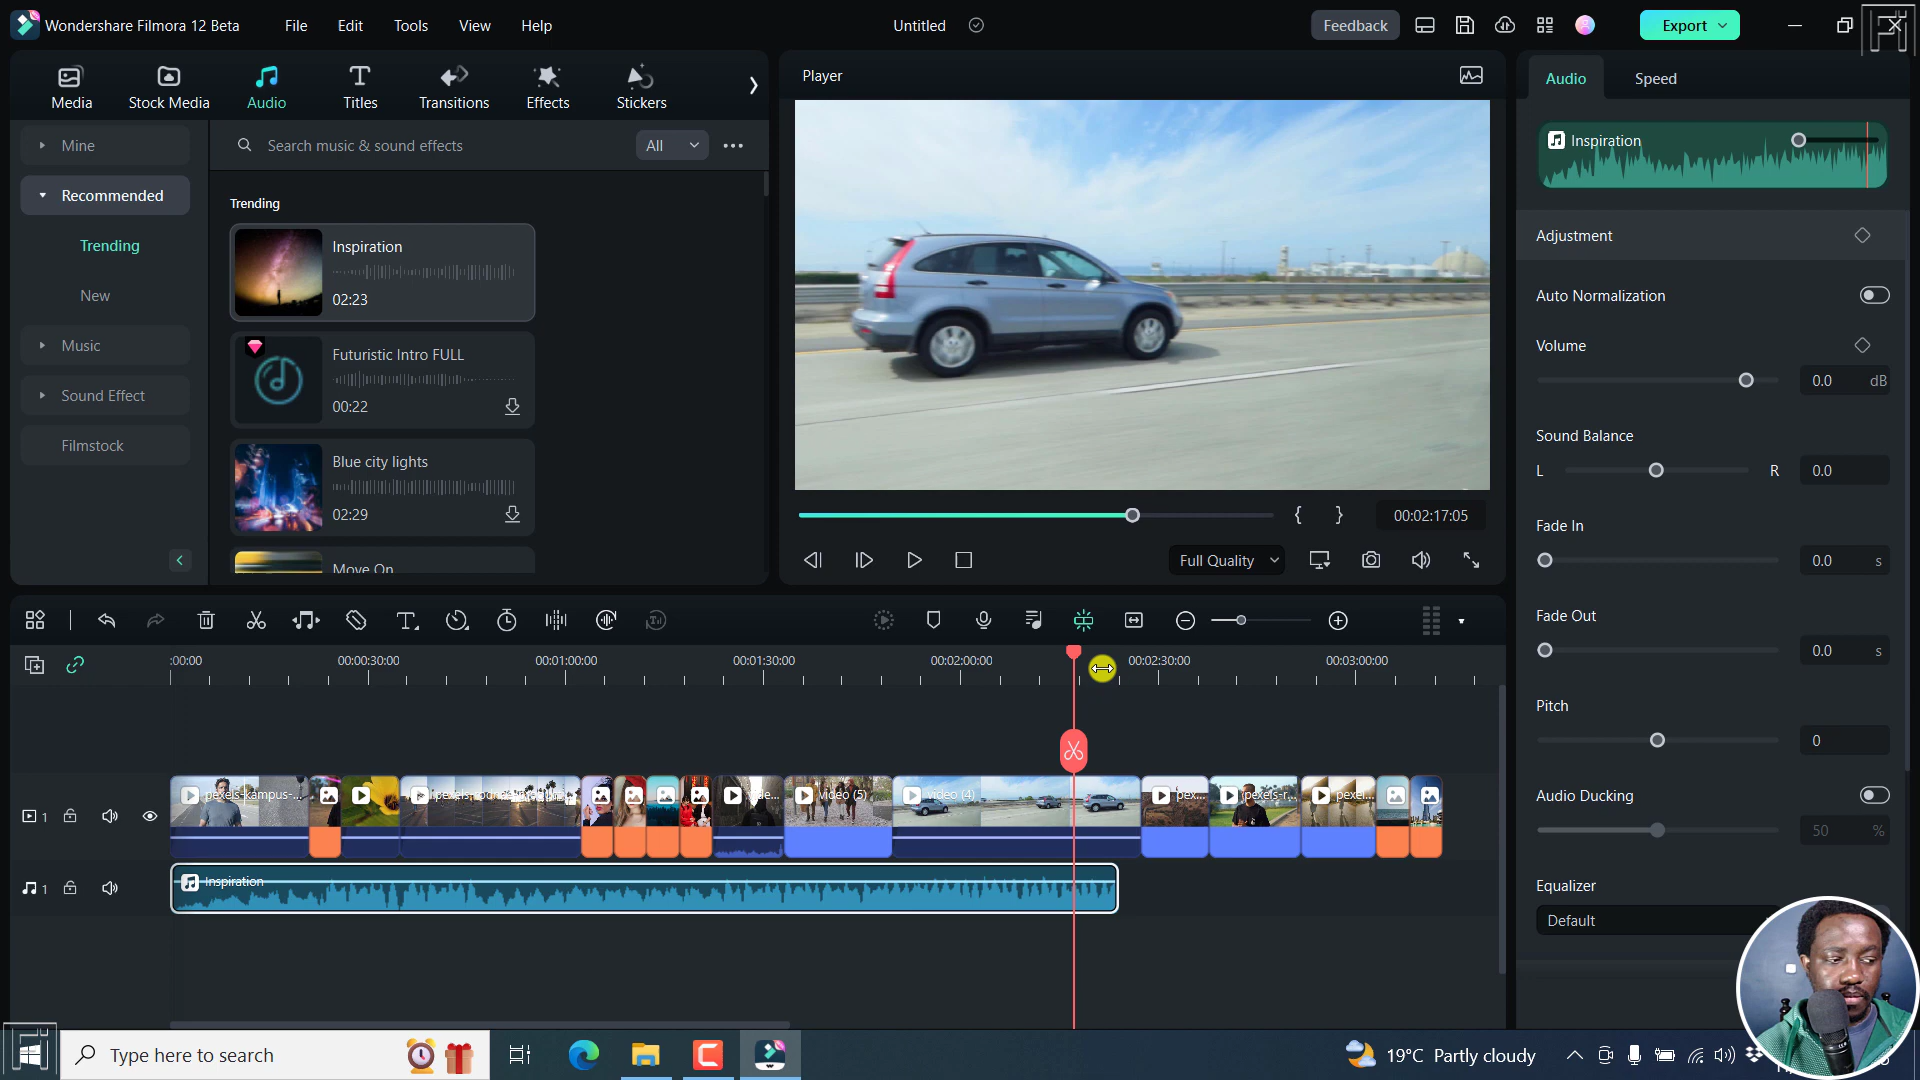 Wondershare Filmora 12 Beta
File
Edit
Tools
View
Help
Untitled
Feedback
Export
Media
Stock Media
Audio
Titles
Transitions
Effects
Stickers
Player
Audio
Speed
Mine
Search music & sound effects
All
Inspiration
Recommended
Trending
Trending
Inspiration
02:23
New
Adjustment
Auto Normalization
Music
Futuristic Intro FULL
00:22
Volume
0.0 dB
Sound Effect
Filmstock
Blue city lights
02:29
Sound Balance
L
R
0.0
Move On
00:02:17:05
Full Quality
Fade In
0.0 s
Fade Out
0.0 s
:00:00
00:00:30:00
00:01:00:00
00:01:30:00
00:02:00:00
00:02:30:00
00:03:00:00
Pitch
0
pexels-kampus-...
video (5)
video (4)
pex...
pexels-r...
pexel...
1
Audio Ducking
50 %
Inspiration
1
Equalizer
Default
Type here to search
19°C Partly cloudy